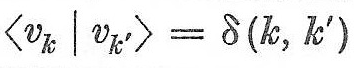 ⟨v_k | v_{k′}⟩ = δ(k, k′)